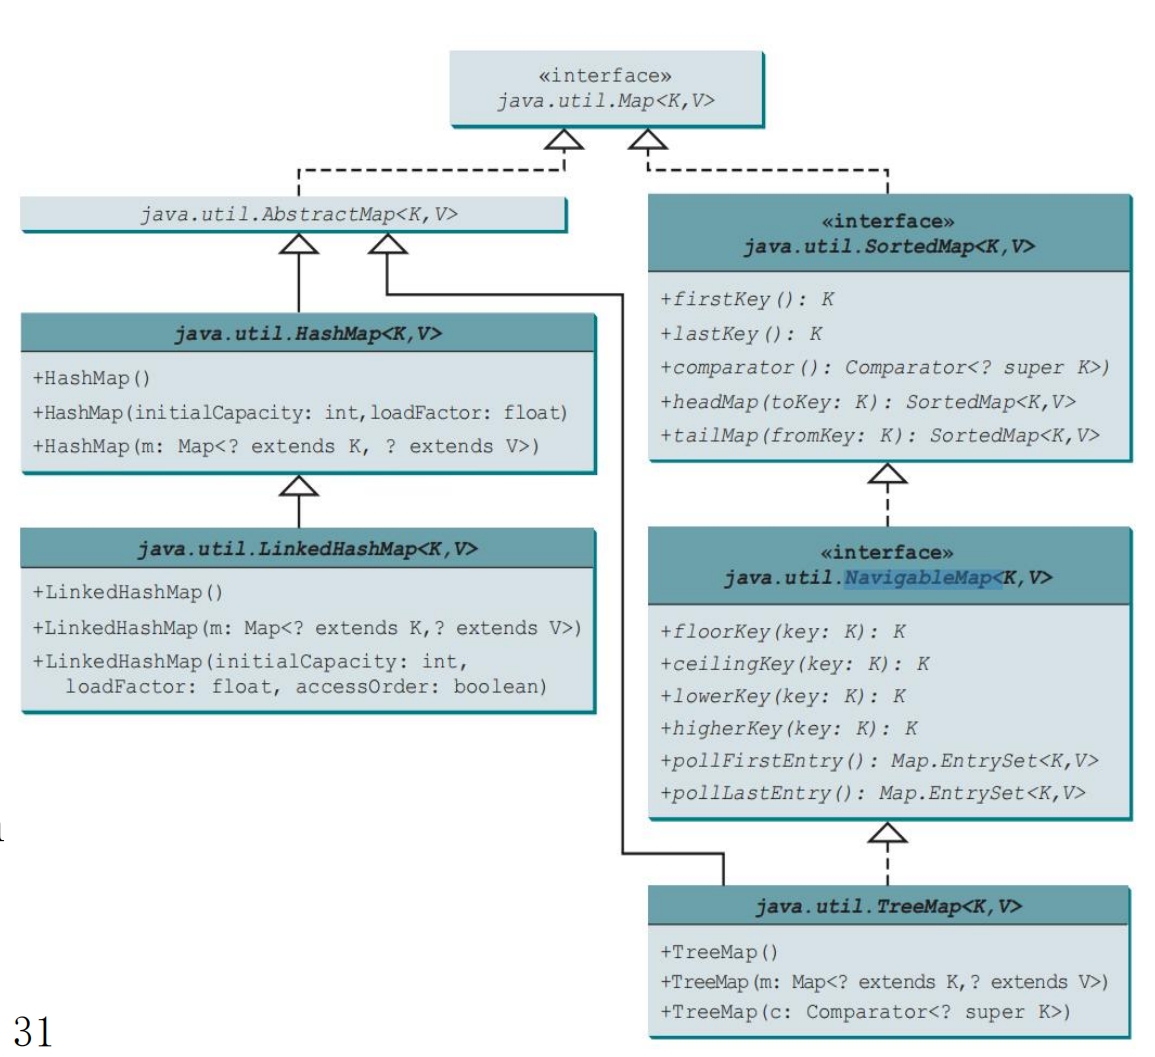 «interface»
java.util.Map<K,V>
java.util.AbstractMap<K,V>
java.util.HashMap<K,V>
+HashMap()
+HashMap(initialCapacity: int,loadFactor: float)
+HashMap(m: Map<? extends K, ? extends V>)
java.util.LinkedHashMap<K,V>
+LinkedHashMap()
+LinkedHashMap(m: Map<? extends K,? extends V>)
+LinkedHashMap(initialCapacity: int,
loadFactor: float, accessOrder: boolean)
«interface»
java.util.SortedMap<K,V>
+firstKey(): K
+lastKey(): K
+comparator(): Comparator<? super K>)
+headMap(toKey: K): SortedMap<K,V>
+tailMap(fromKey: K): SortedMap<K,V>
«interface»
java.util.NavigableMap<K,V>
+floorKey(key: K): K
+ceilingKey(key: K): K
+lowerKey(key: K): K
+higherKey(key: K): K
+pollFirstEntry(): Map.EntrySet<K,V>
+pollLastEntry(): Map.EntrySet<K,V>
java.util.TreeMap<K,V>
+TreeMap()
+TreeMap(m: Map<? extends K,? extends V>)
+TreeMap(c: Comparator<? super K>)
31